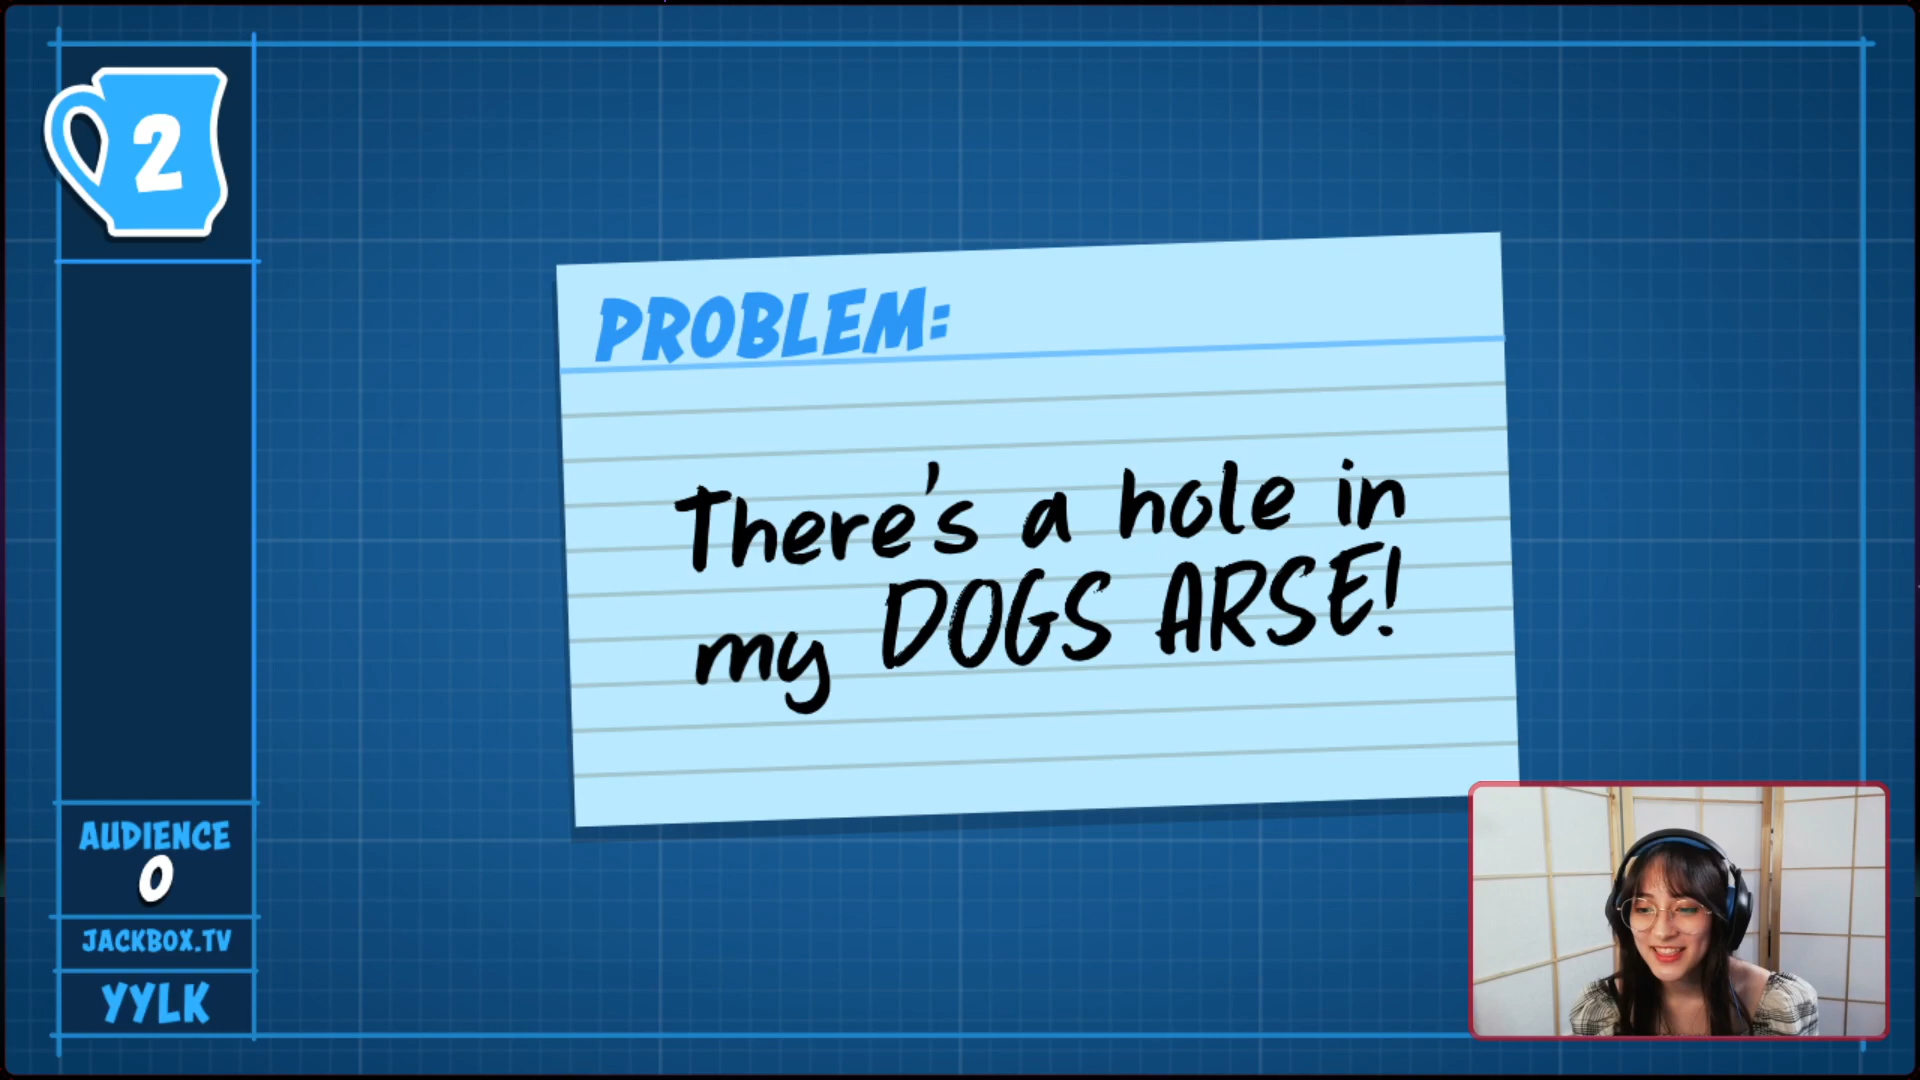 2
PROBLEM:
There's a hole in
my DOGS ARSE!
AUDIENCE
0
JACKBOX.TV
YYLK